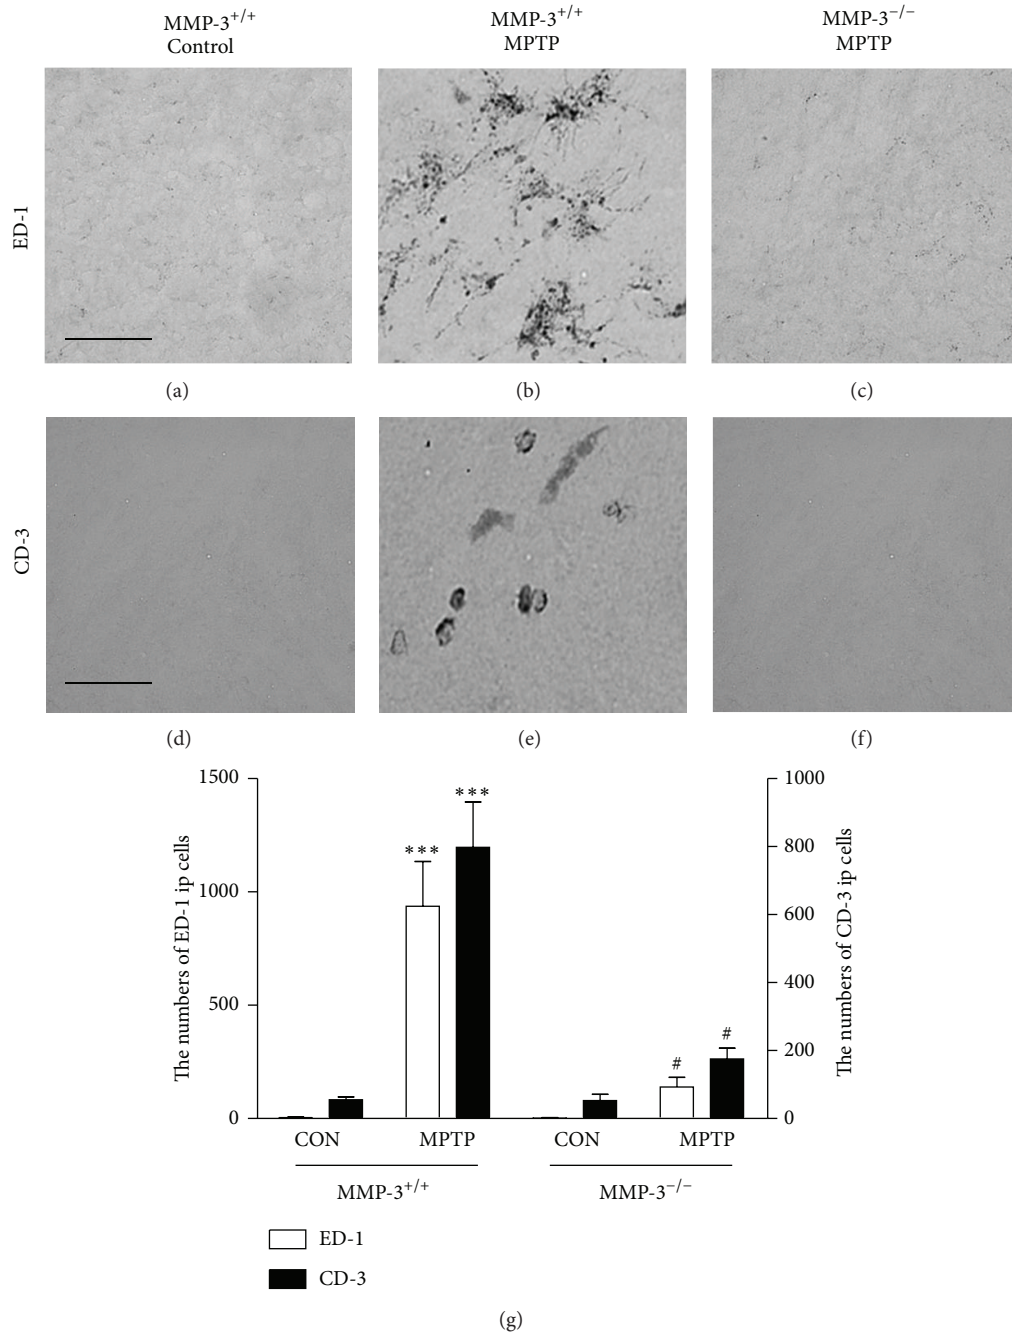 MMP-3+/+
Control
MMP-3+/+
MPTP
MMP-3−/−
MPTP
ED-1
(a)
(b)
(c)
CD-3
(d)
(e)
(f)
The numbers of ED-1 ip cells
1500
1000
500
0
***
***
#
#
1000
800
600
400
200
0
The numbers of CD-3 ip cells
CON
MPTP
CON
MPTP
MMP-3+/+
MMP-3−/−
ED-1
CD-3
(g)